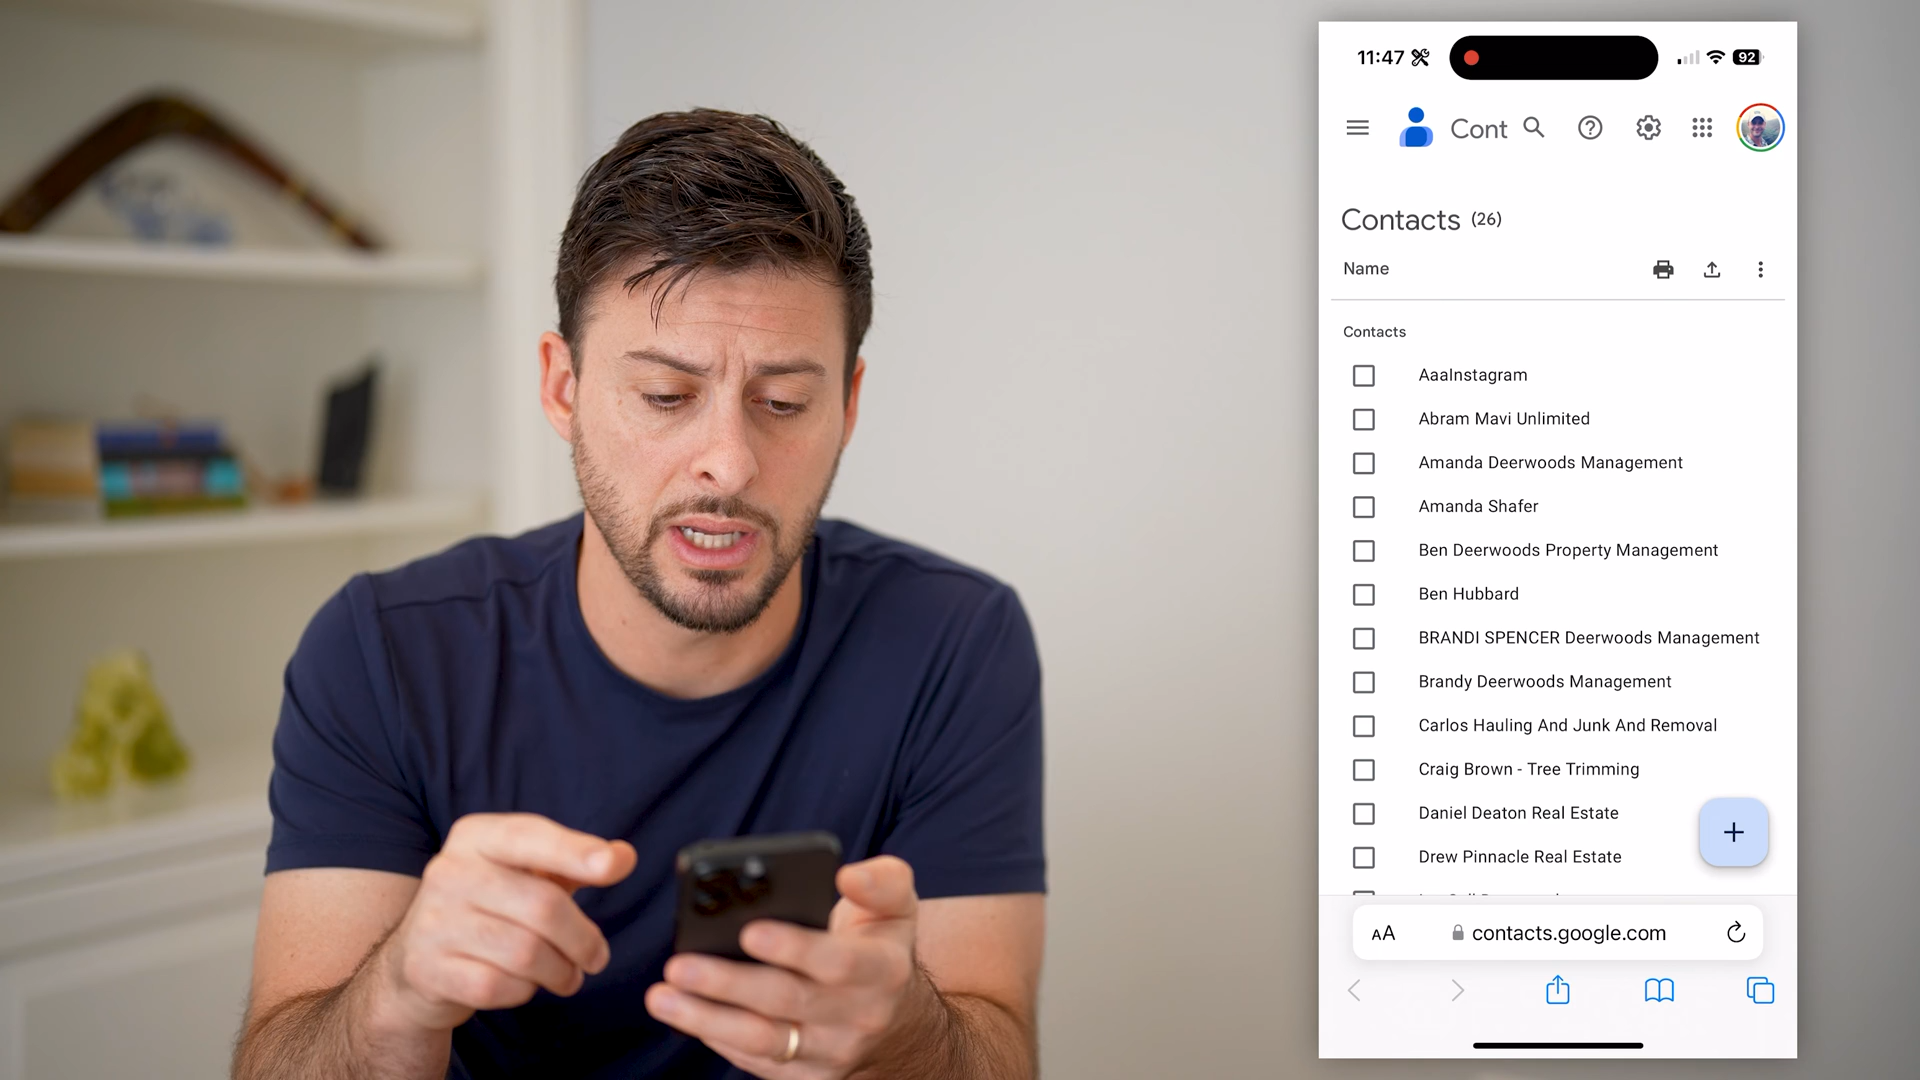 11:47
92
Cont
Contacts (26)
Name
Contacts
AaaInstagram
Abram Mavi Unlimited
Amanda Deerwoods Management
Amanda Shafer
Ben Deerwoods Property Management
Ben Hubbard
BRANDI SPENCER Deerwoods Management
Brandy Deerwoods Management
Carlos Hauling And Junk And Removal
Craig Brown - Tree Trimming
Daniel Deaton Real Estate
Drew Pinnacle Real Estate
AA contacts.google.com